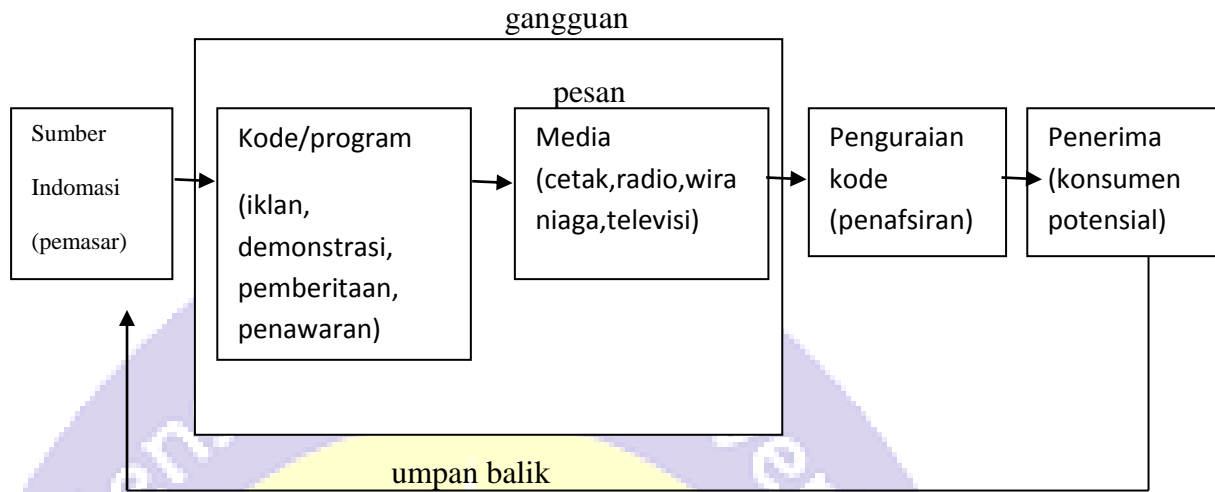 gangguan
pesan
Sumber
Indomasi
(pemasar)
Kode/program
(iklan,
demonstrasi,
pemberitaan,
penawaran)
Media
(cetak,radio,wira
niaga,televisi)
Penguraian
kode
(penafsiran)
Penerima
(konsumen
potensial)
umpan balik